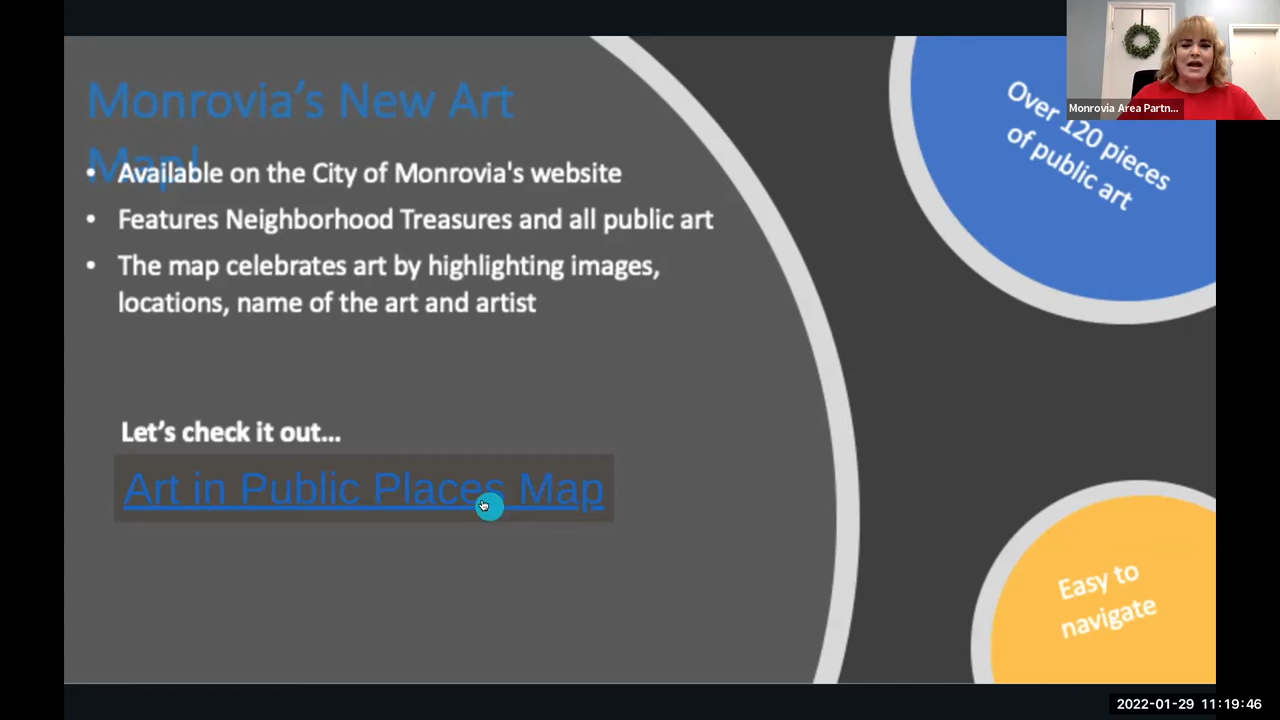 Monrovia's New Art
Map!
• Available on the City of Monrovia's website
• Features Neighborhood Treasures and all public art
• The map celebrates art by highlighting images,
locations, name of the art and artist
Let's check it out...
Art in Public Places Map
Over 120 pieces
of public art
Easy to
navigate
Monrovia Area Partn...
2022-01-29 11:19:46